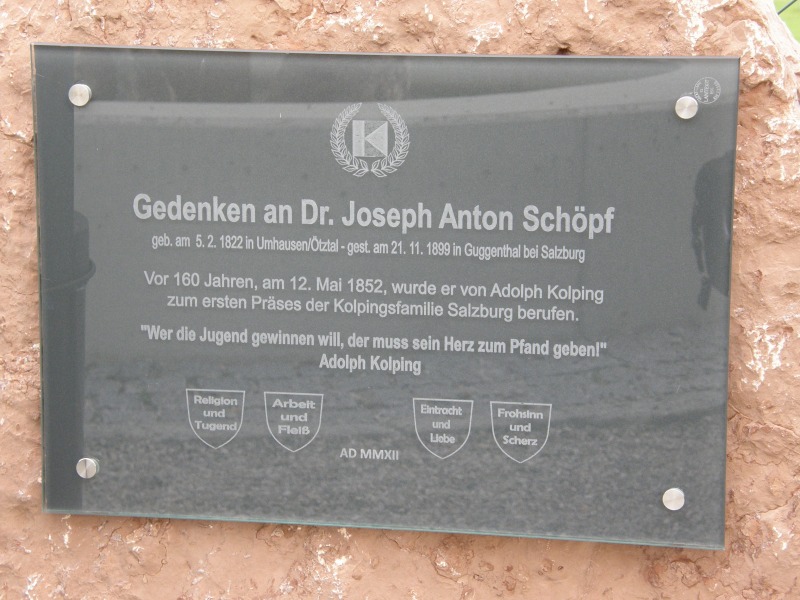 K
Gedenken an Dr. Joseph Anton Schöpf
geb. am 5. 2. 1822 in Umhausen/Ötztal - gest. am 21. 11. 1899 in Guggenthal bei Salzburg
Vor 160 Jahren, am 12. Mai 1852, wurde er von Adolph Kolping
zum ersten Präses der Kolpingsfamilie Salzburg berufen.
"Wer die Jugend gewinnen will, der muss sein Herz zum Pfand geben!"
Adolph Kolping
Religion
und
Tugend
Arbeit
und
Fleiß
Eintracht
und
Liebe
Frohsinn
und
Scherz
AD MMXII